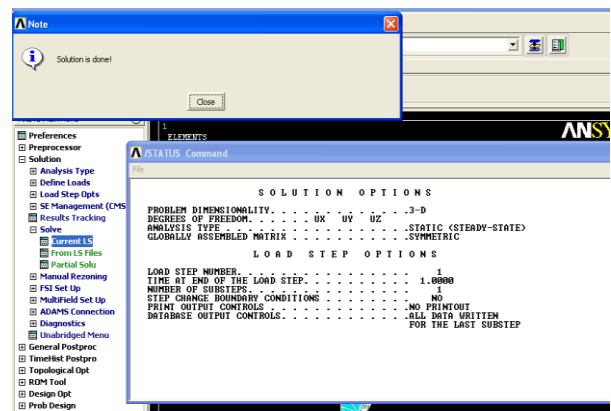 Note
Solution is done!
Close
Preferences
Preprocessor
Solution
Analysis Type
Define Loads
Load Step Opts
SE Management (CMS
Results Tracking
Solve
Current LS
From LS Files
Partial Solu
Manual Rezoning
FSI Set Up
MultiField Set Up
ADAMS Connection
Diagnostics
Unabridged Menu
General Postproc
TimeHist Postpro
Topological Opt
ROM Tool
Design Opt
Prob Design
1
ELEMENTS
ANSY
/STATUS Command
File
S O L U T I O N   O P T I O N S
PROBLEM DIMENSIONALITY. . . . . . . . . . . . .3-D
DEGREES OF FREEDOM. . . . . . UX   UY   UZ
ANALYSIS TYPE . . . . . . . . . . . . . . . . .STATIC (STEADY-STATE)
GLOBALLY ASSEMBLED MATRIX . . . . . . . . . . .SYMMETRIC
L O A D   S T E P   O P T I O N S
LOAD STEP NUMBER. . . . . . . . . . . . . . . .     1
TIME AT END OF THE LOAD STEP. . . . . . . . . .  1.0000
NUMBER OF SUBSTEPS. . . . . . . . . . . . . . .     1
STEP CHANGE BOUNDARY CONDITIONS . . . . . . . .    NO
PRINT OUTPUT CONTROLS . . . . . . . . . . . . .NO PRINTOUT
DATABASE OUTPUT CONTROLS. . . . . . . . . . . .ALL DATA WRITTEN
FOR THE LAST SUBSTEP